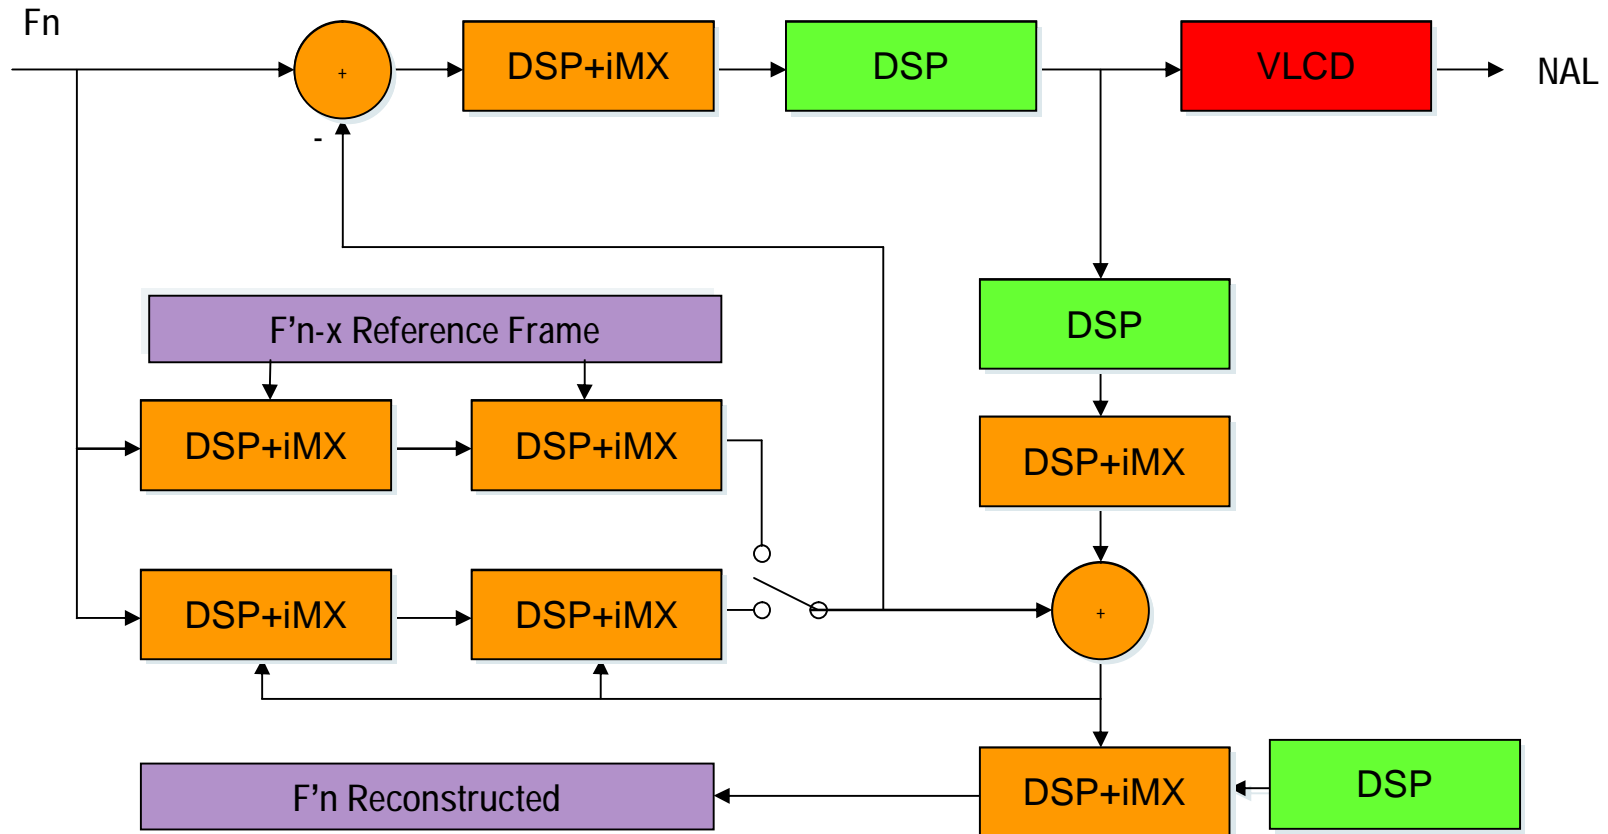 Fn
+
DSP+iMX
DSP
VLCD
NAL
-
DSP
F'n-x Reference Frame
DSP+iMX
DSP+iMX
DSP+iMX
DSP+iMX
DSP+iMX
+
F'n Reconstructed
DSP+iMX
DSP